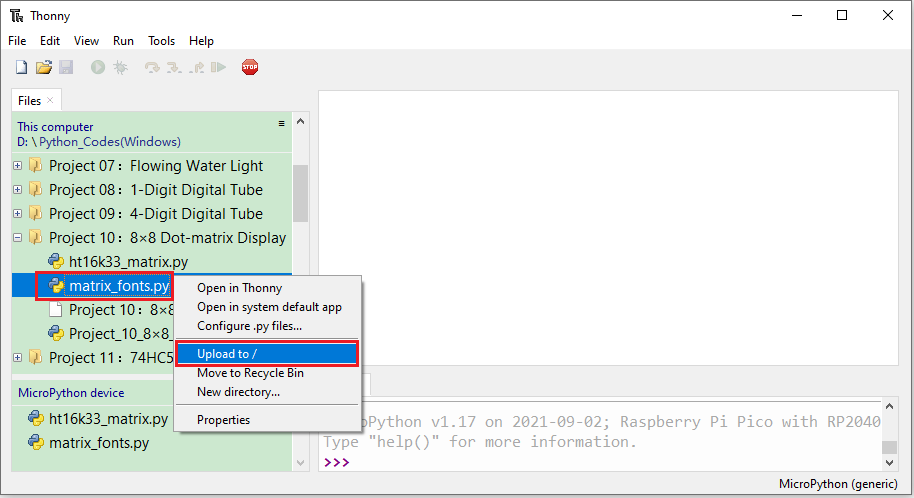 Thonny
File Edit View Run Tools Help
STOP
Files
This computer
D: \Python_Codes(Windows)
Project 07：Flowing Water Light
Project 08：1-Digit Digital Tube
Project 09：4-Digit Digital Tube
Project 10：8×8 Dot-matrix Display
ht16k33_matrix.py
matrix_fonts.py
Project 10：8×8
Project_10_8×8_
Project 11：74HC5
Open in Thonny
Open in system default app
Configure .py files...
Upload to /
Move to Recycle Bin
New directory...
Properties
MicroPython device
ht16k33_matrix.py
matrix_fonts.py
roPython v1.17 on 2021-09-02; Raspberry Pi Pico with RP2040
Type "help()" for more information.
>>>
MicroPython (generic)